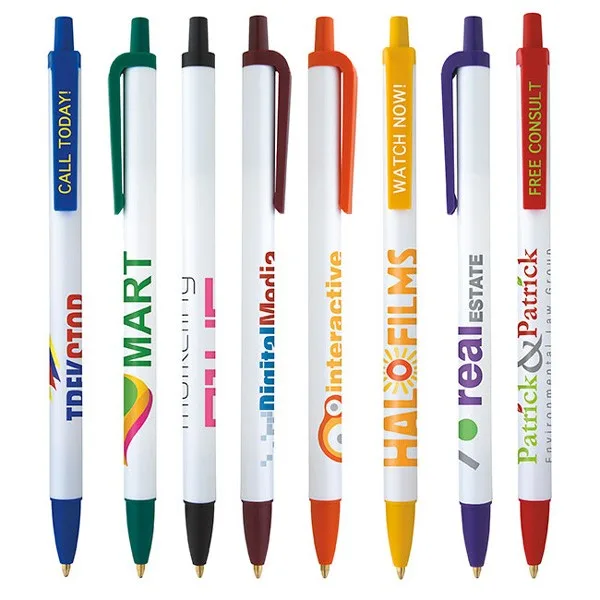 CALL TODAY!
TREKSTOP
MART
marketing
DigitalMedia
interactive
WATCH NOW!
HALOFILMS
real
ESTATE
FREE CONSULT
Patrick&Patrick
Environmental Law Group